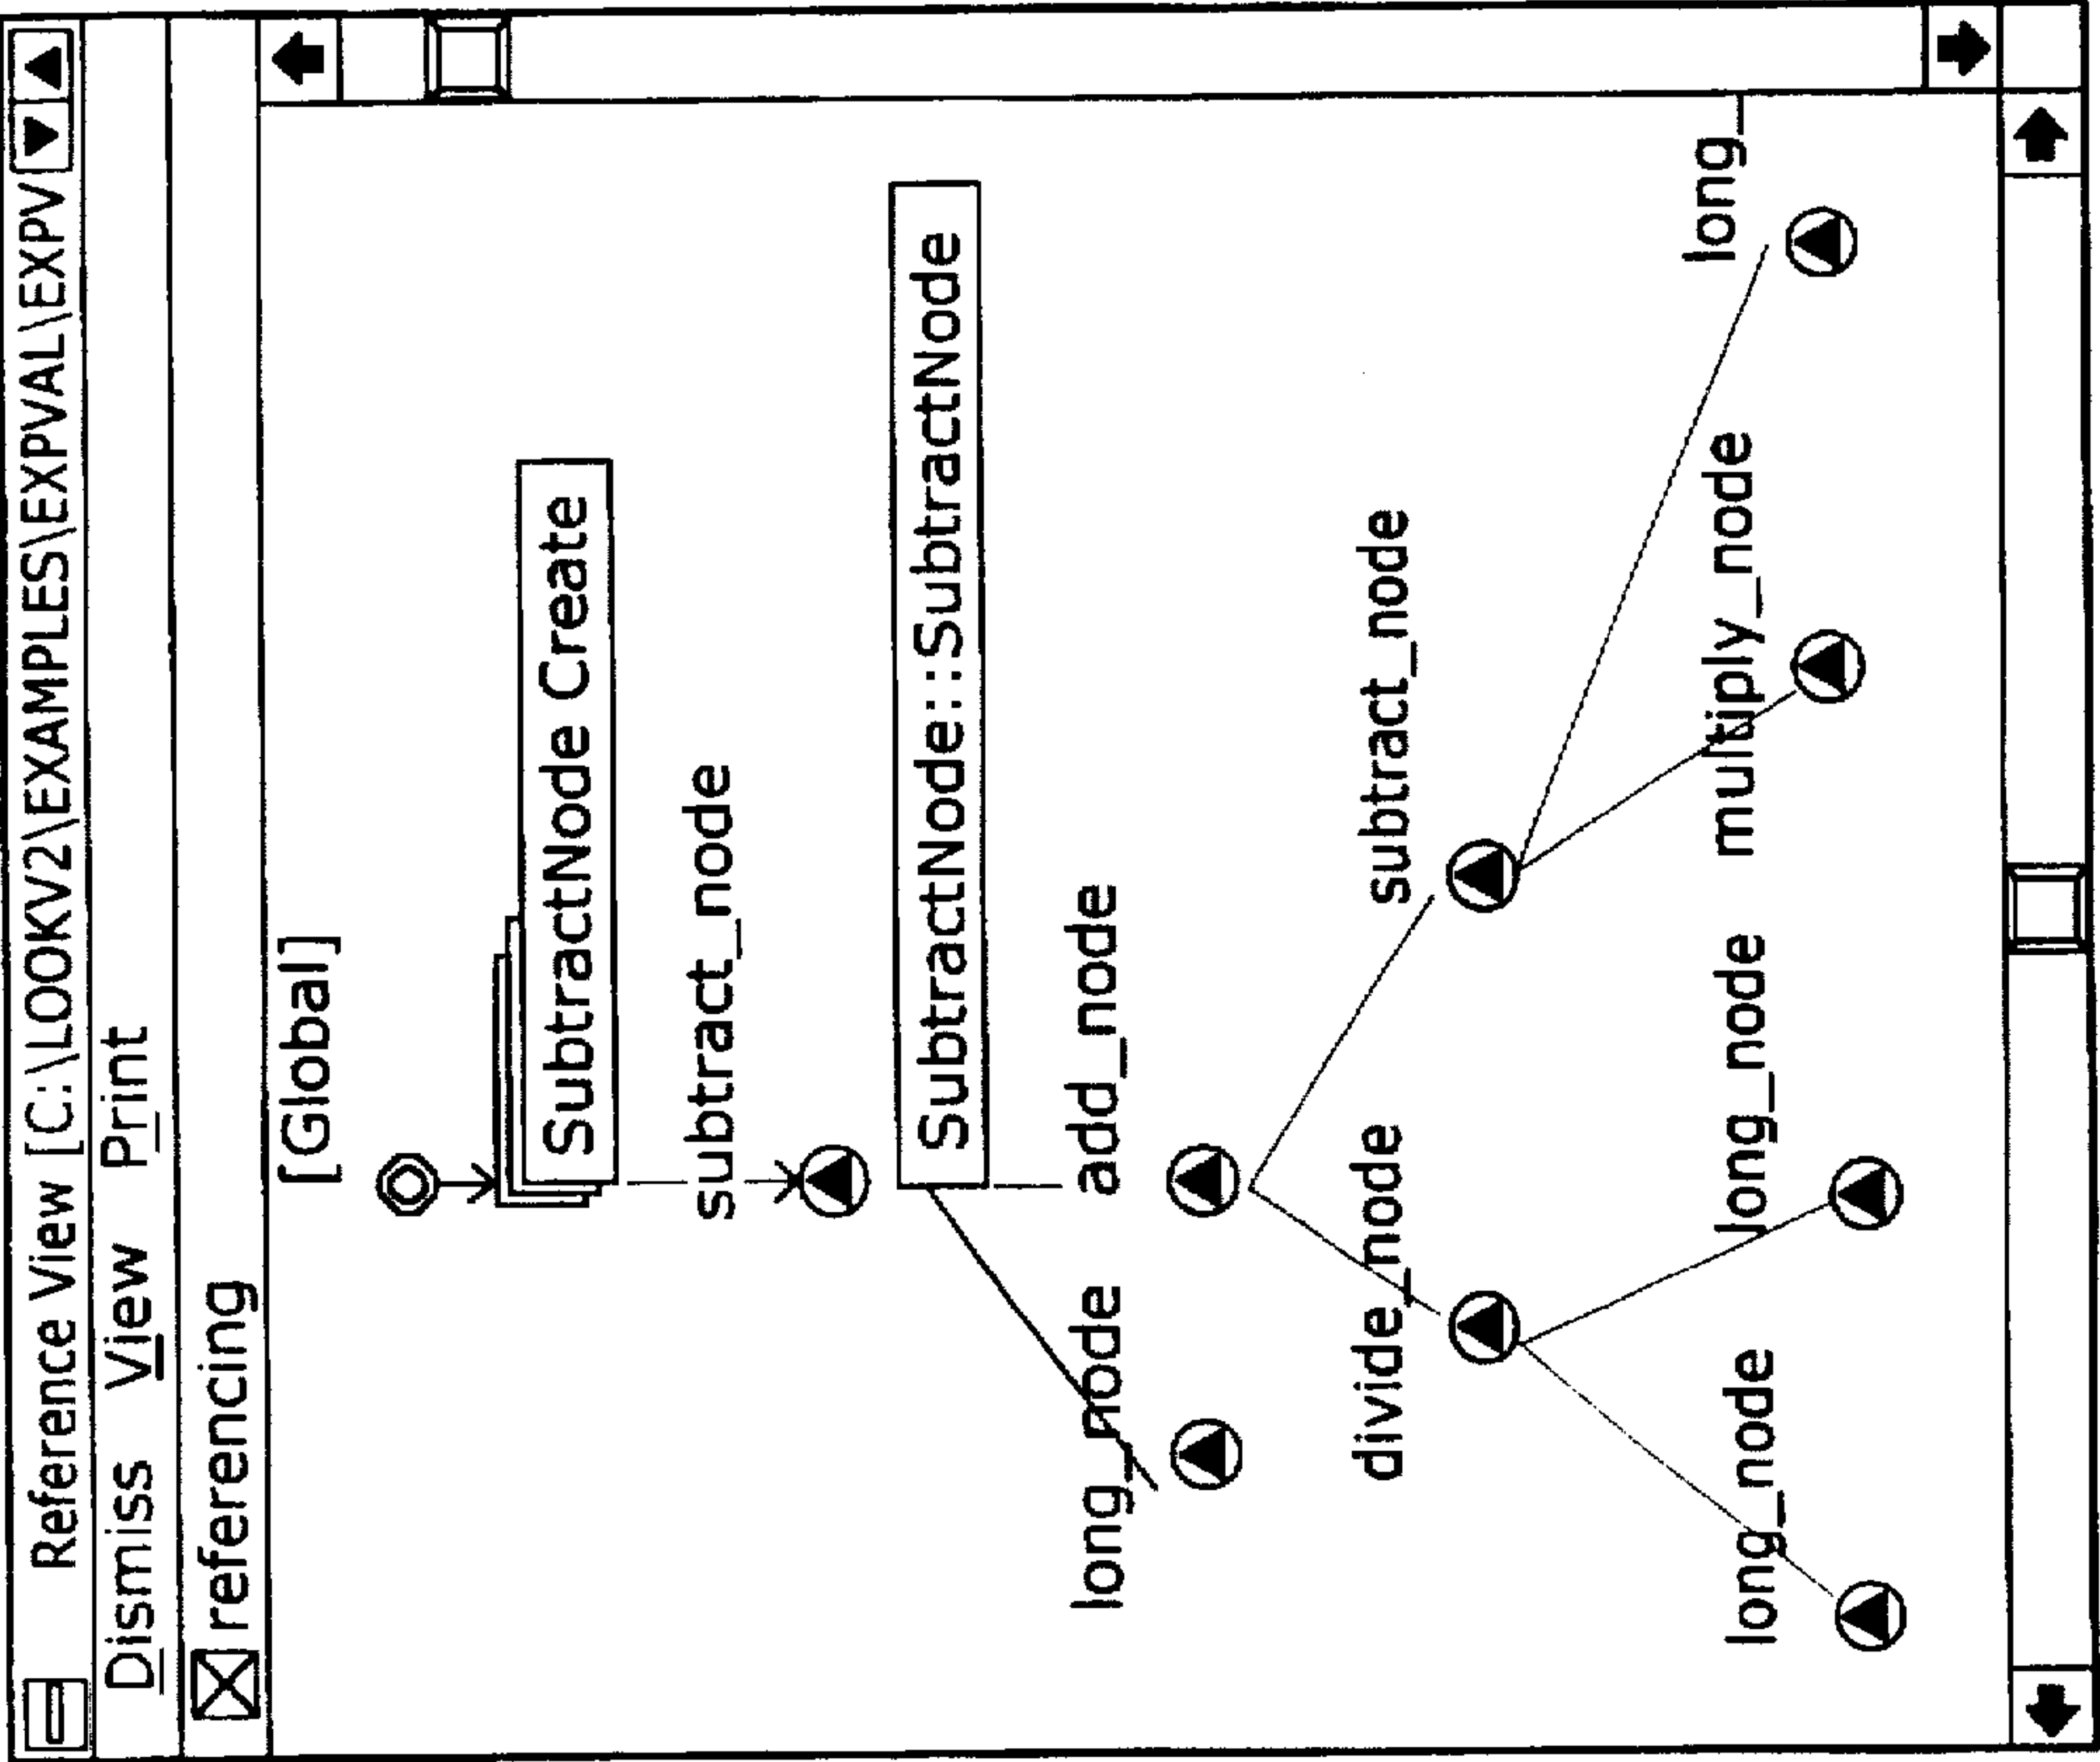 Reference View [C:\LOOKV2\EXAMPLES\EXPVAL\EXPV
Dismiss View Print
referencing
[Global]
SubtractNode Create
subtract_node
SubtractNode::SubtractNode
long_node add_node
divide_node subtract_node
long_node long_node multiply_node long_